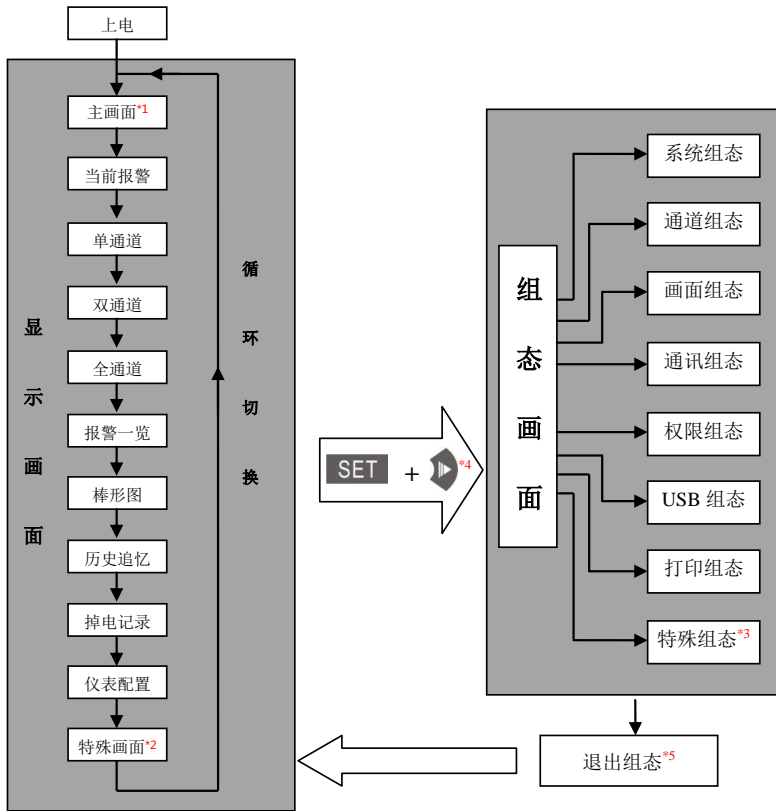 上电
主画面*1
当前报警
单通道
双通道
全通道
报警一览
棒形图
历史追忆
掉电记录
仪表配置
特殊画面*2
显示画面
循环切换
SET + *4
组态画面
系统组态
通道组态
画面组态
通讯组态
权限组态
USB 组态
打印组态
特殊组态*3
退出组态*5